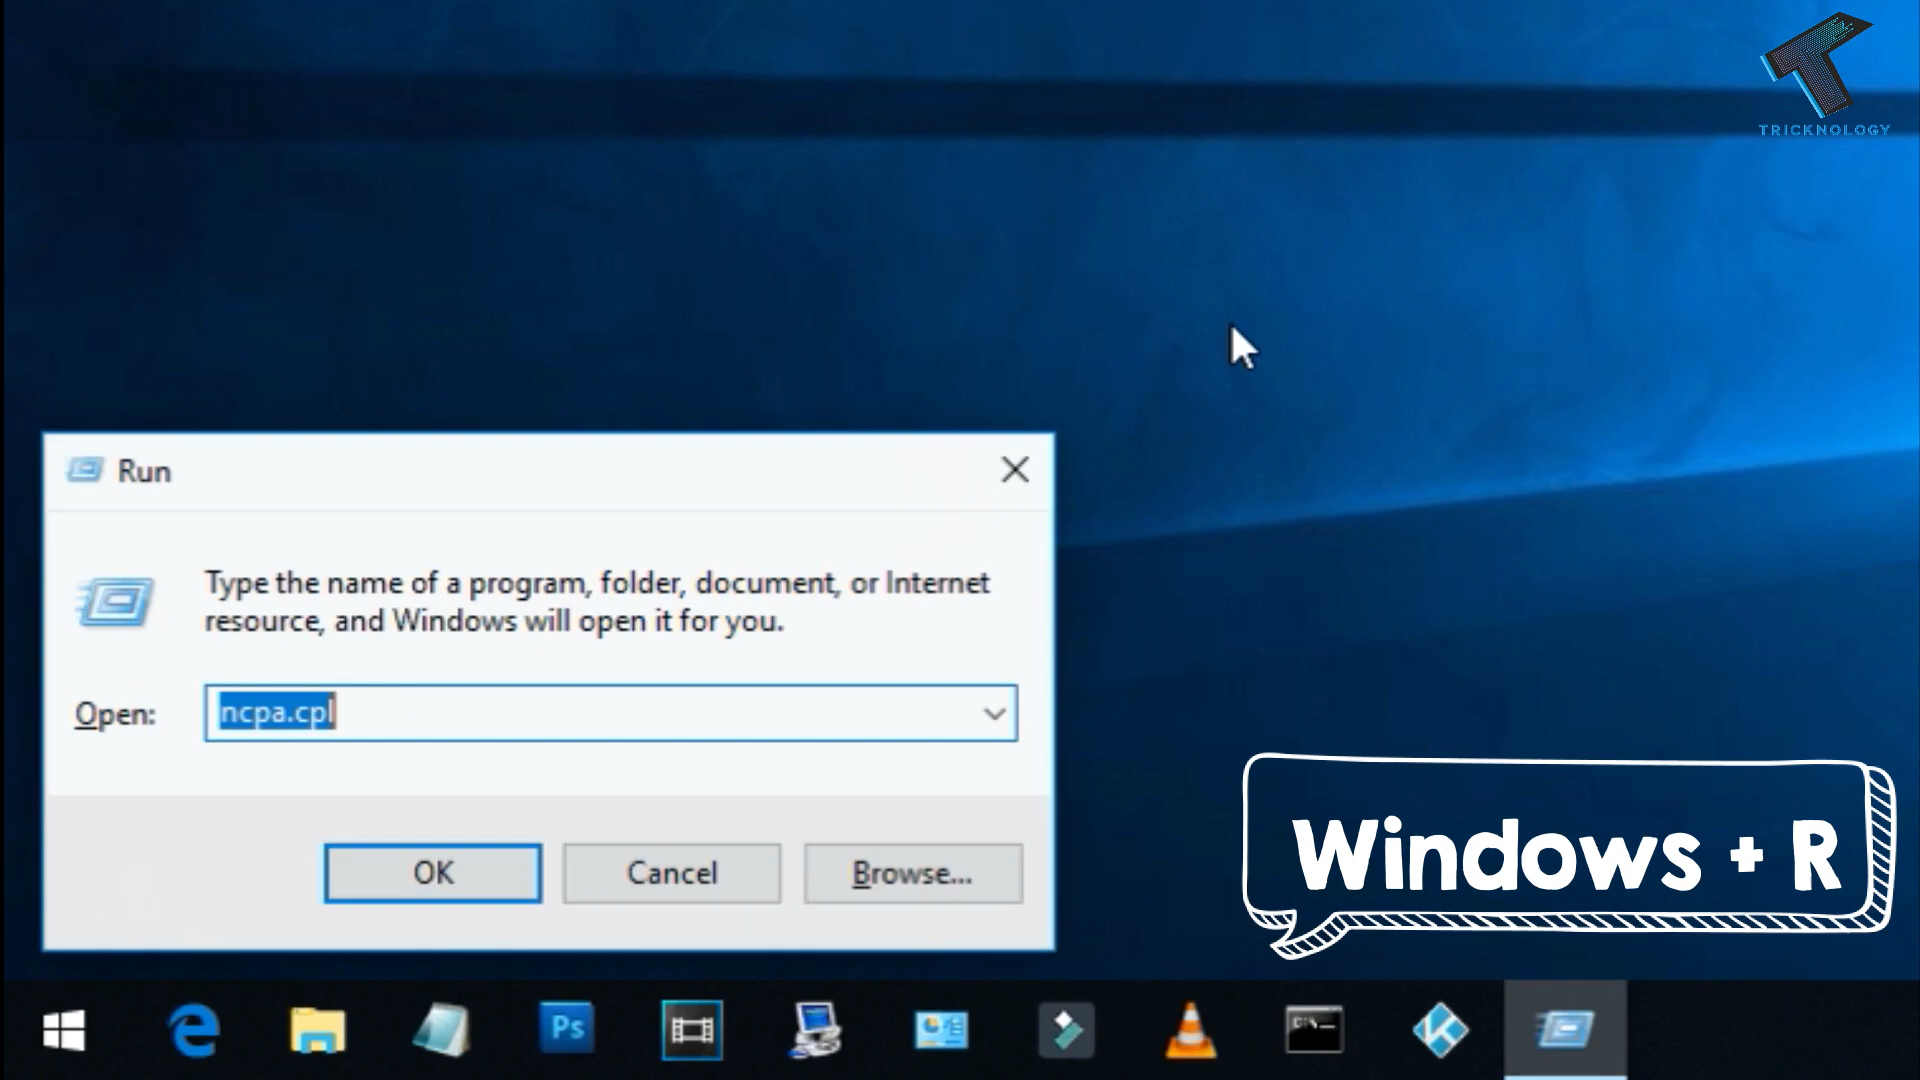 TRICKNOLOGY
Run
Type the name of a program, folder, document, or Internet
resource, and Windows will open it for you.
Open:
ncpa.cpl
OK
Cancel
Browse...
Windows + R
Ps
C:\_